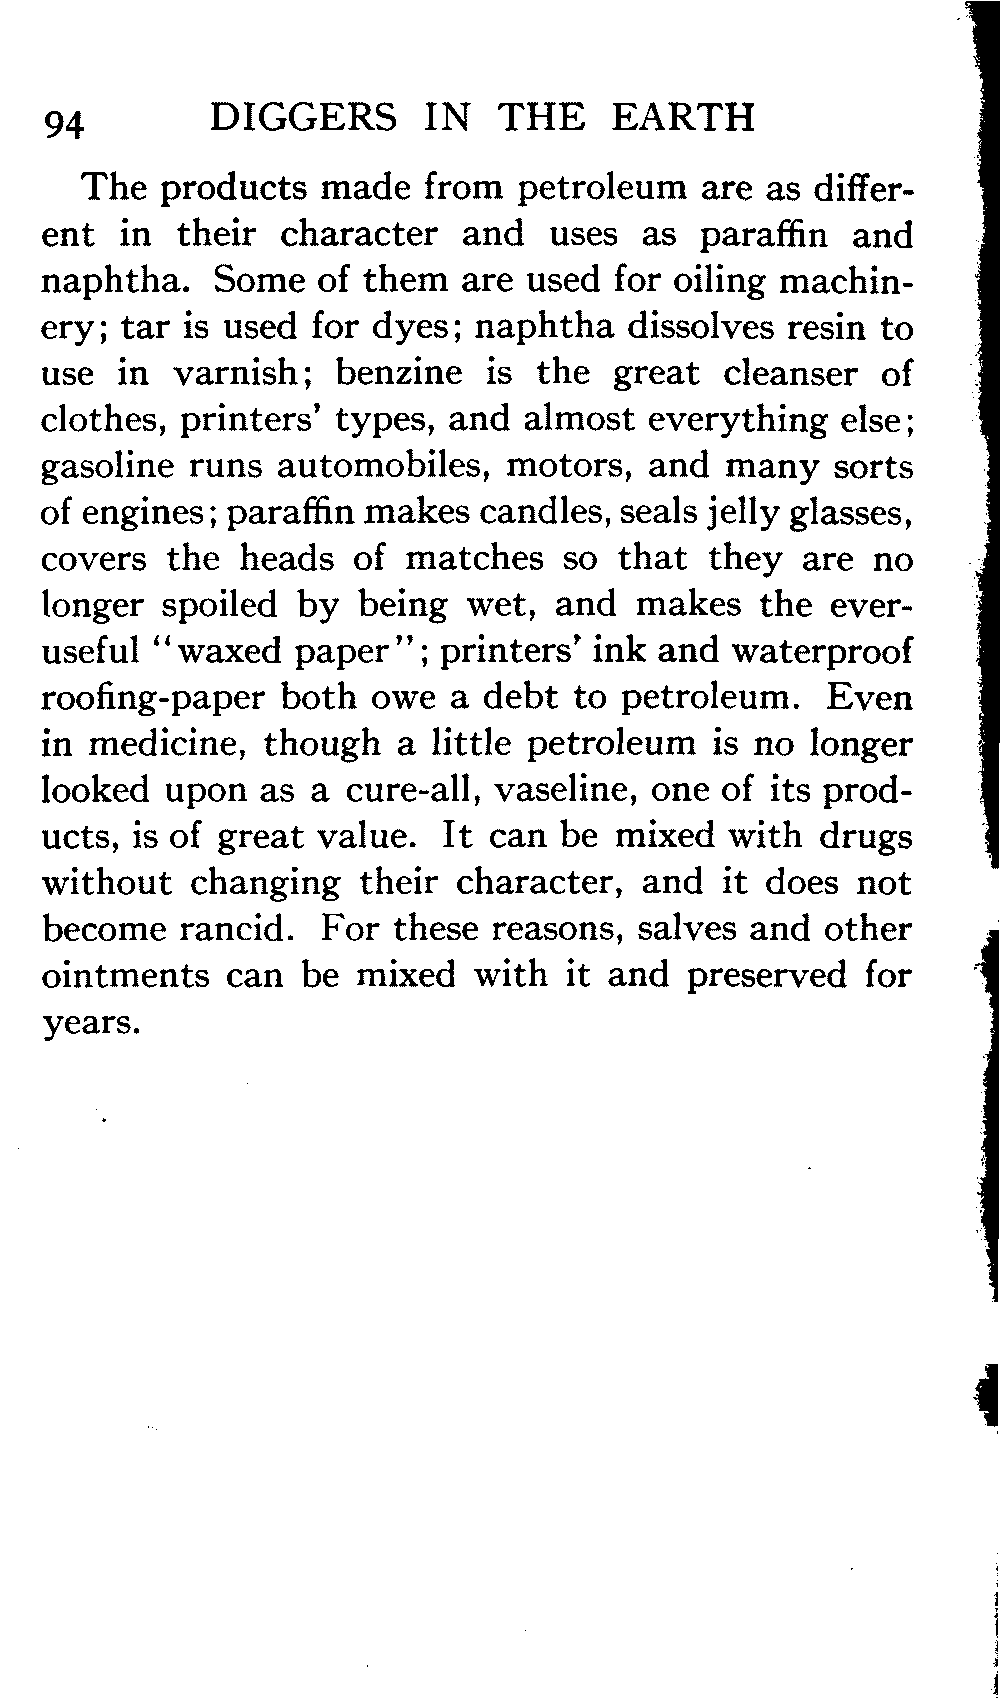 94 DIGGERS IN THE EARTH
The products made from petroleum are as differ-
ent in their character and uses as paraffin and
naphtha. Some of them are used for oiling machin-
ery; tar is used for dyes; naphtha dissolves resin to
use in varnish; benzine is the great cleanser of
clothes, printers' types, and almost everything else;
gasoline runs automobiles, motors, and many sorts
of engines; paraffin makes candles, seals jelly glasses,
covers the heads of matches so that they are no
longer spoiled by being wet, and makes the ever-
useful "waxed paper"; printers' ink and waterproof
roofing-paper both owe a debt to petroleum. Even
in medicine, though a little petroleum is no longer
looked upon as a cure-all, vaseline, one of its prod-
ucts, is of great value. It can be mixed with drugs
without changing their character, and it does not
become rancid. For these reasons, salves and other
ointments can be mixed with it and preserved for
years.